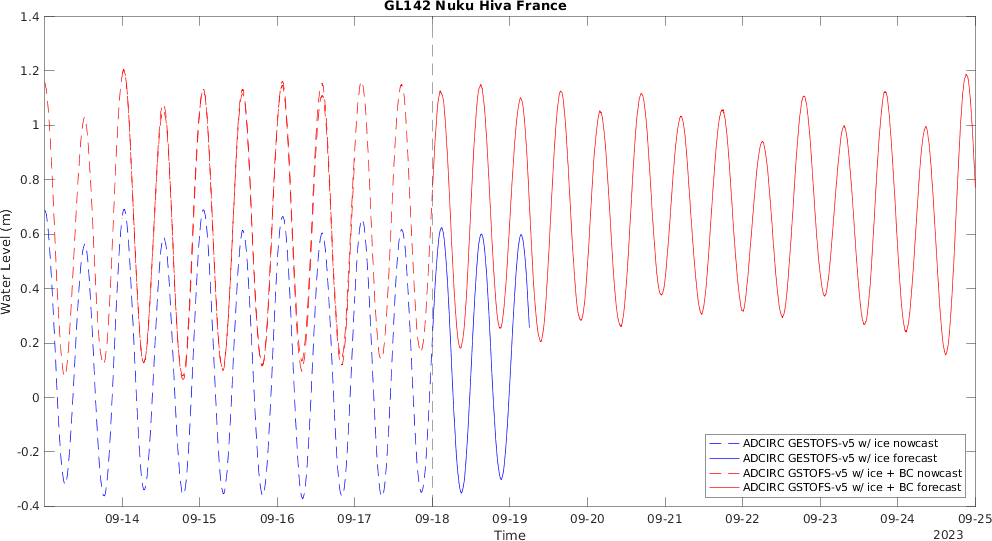 GL142 Nuku Hiva France
1.4
1.2
1
0.8
0.6
0.4
0.2
0
-0.2
-0.4
Water Level (m)
ADCIRC GESTOFS-v5 w/ ice nowcast
ADCIRC GESTOFS-v5 w/ ice forecast
ADCIRC GSTOFS-v5 w/ ice + BC nowcast
ADCIRC GSTOFS-v5 w/ ice + BC forecast
09-14 09-15 09-16 09-17 09-18 09-19 09-20 09-21 09-22 09-23 09-24 09-25
Time
2023